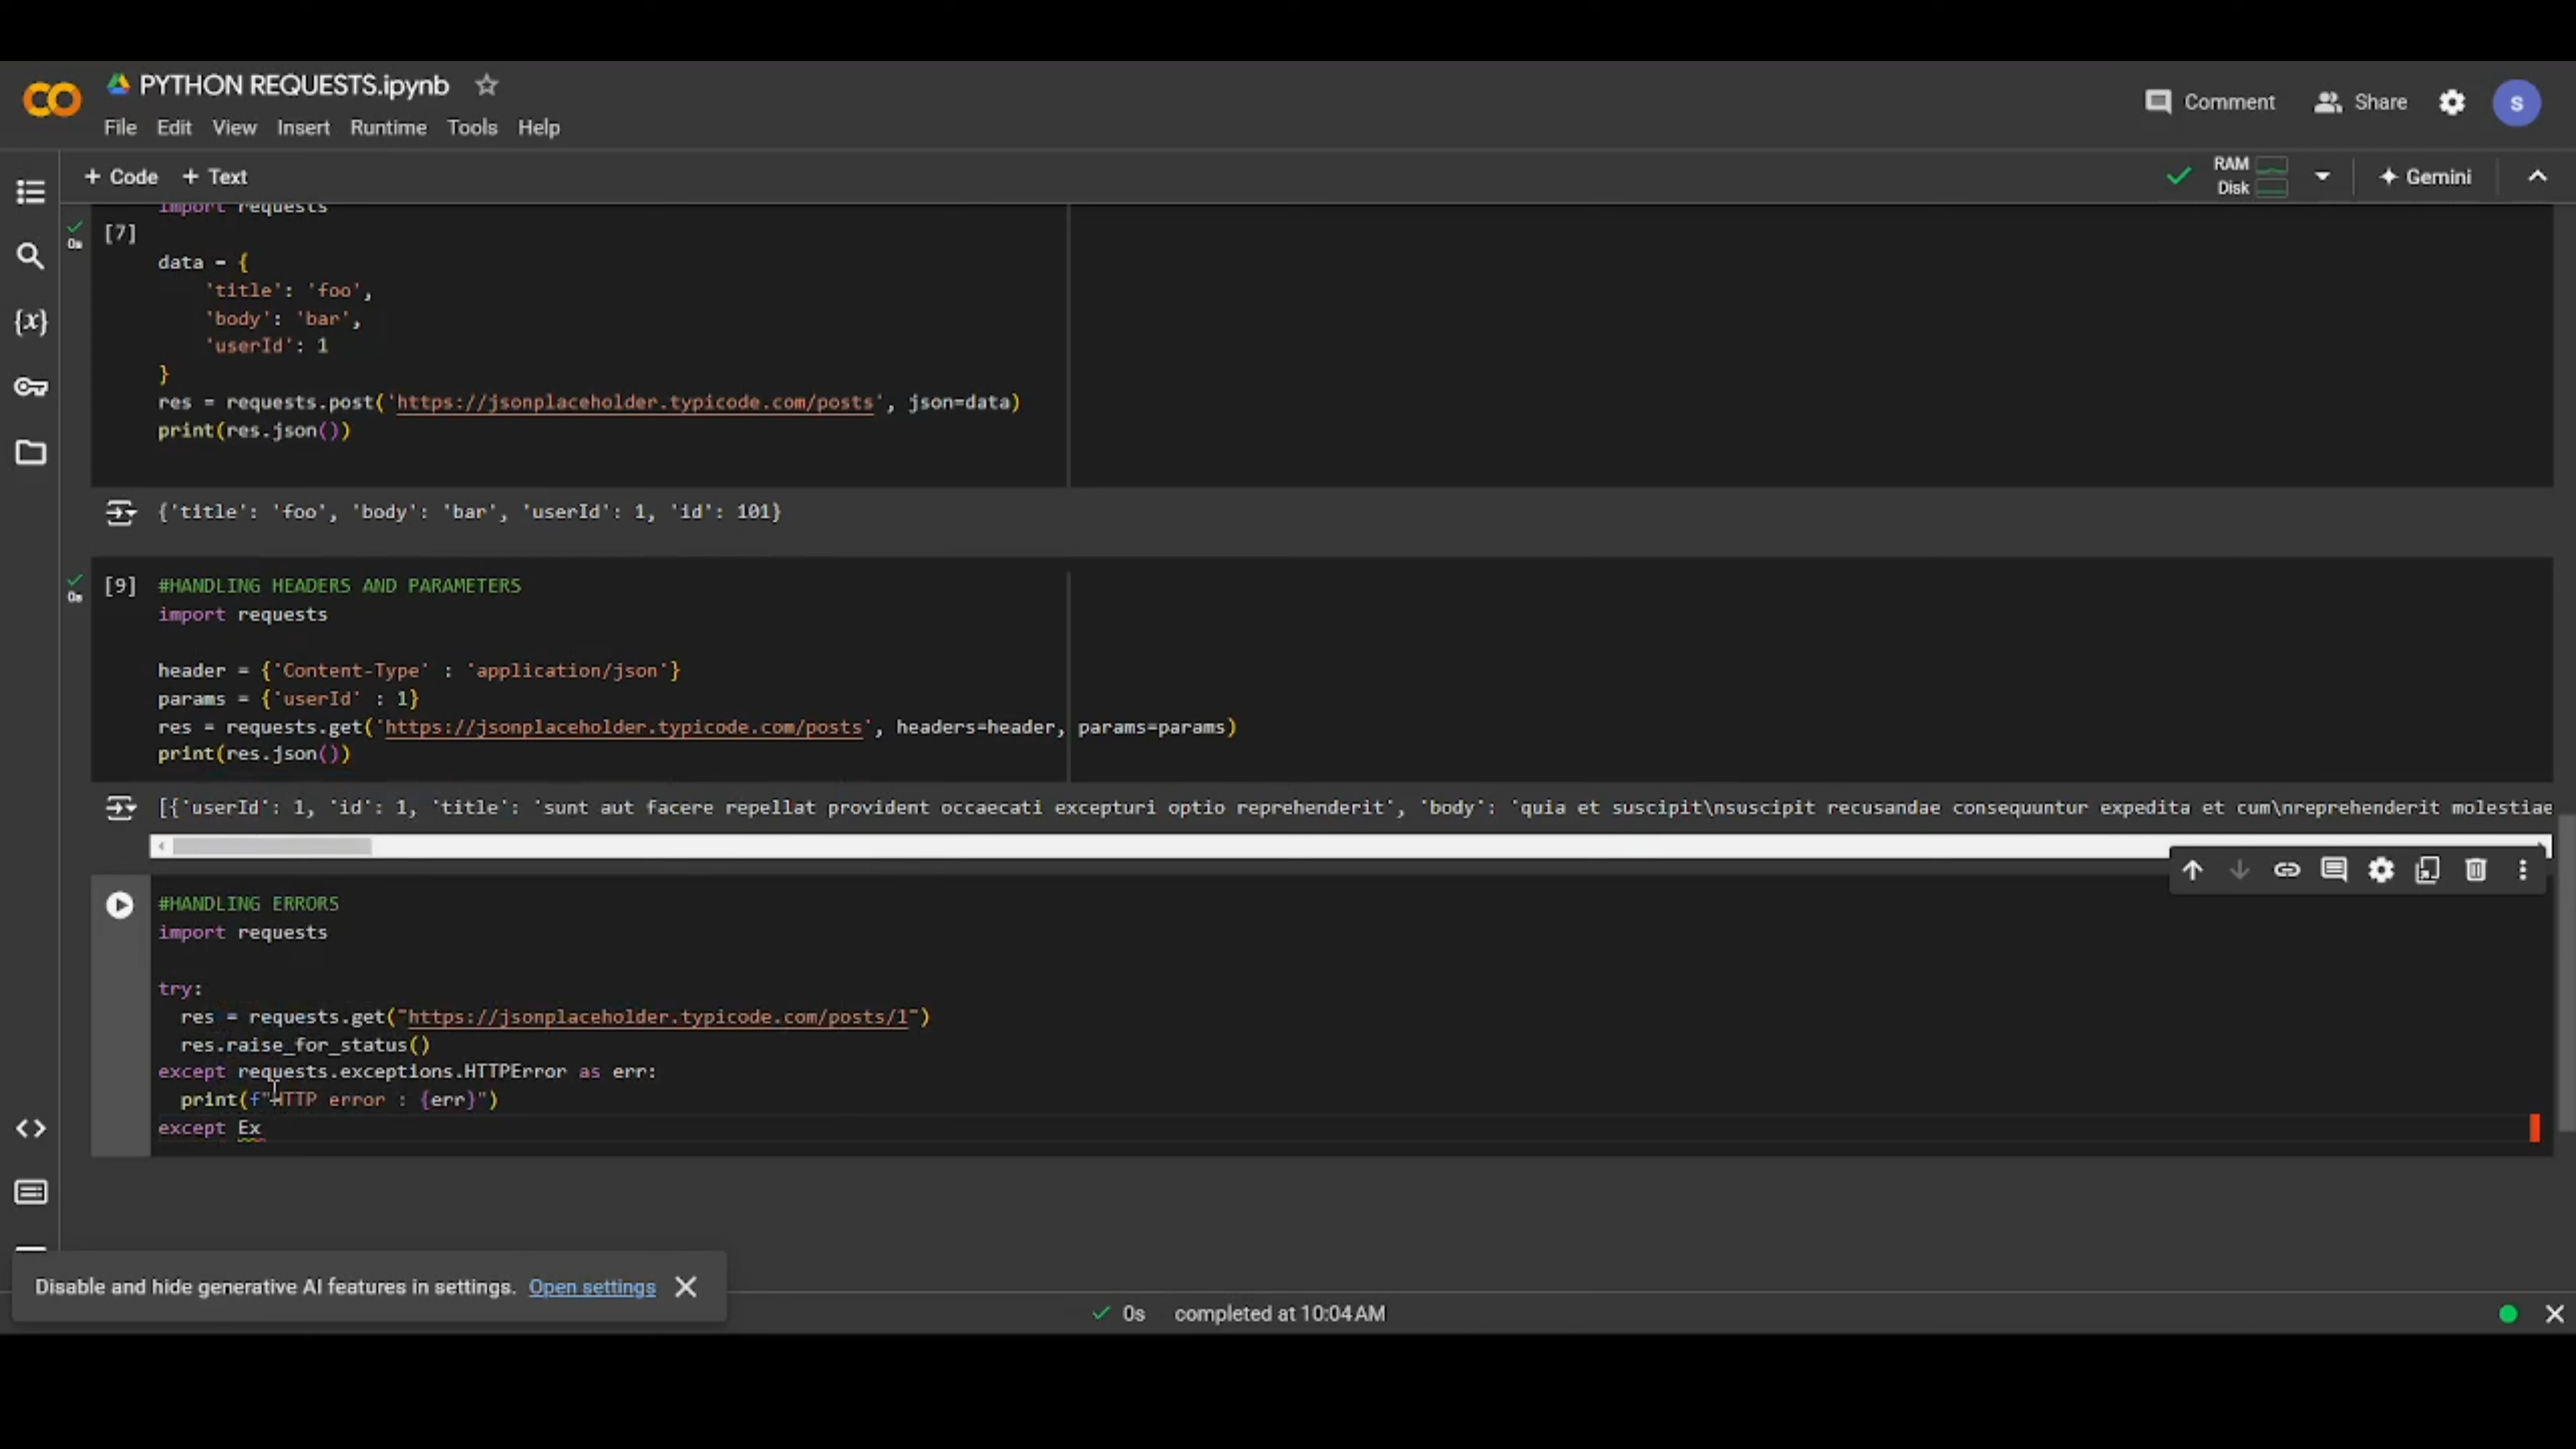 PYTHON REQUESTS.ipynb
File Edit View Insert Runtime Tools Help
Comment Share S
+ Code + Text
RAM
Disk
Gemini
import requests
[7]
0s
data = {
'title': 'foo',
'body': 'bar',
'userId': 1
}
res = requests.post('https://jsonplaceholder.typicode.com/posts', json=data)
print(res.json())
{'title': 'foo', 'body': 'bar', 'userId': 1, 'id': 101}
[9] #HANDLING HEADERS AND PARAMETERS
0s
import requests
header = {'Content-Type' : 'application/json'}
params = {'userId' : 1}
res = requests.get('https://jsonplaceholder.typicode.com/posts', headers=header, params=params)
print(res.json())
[{'userId': 1, 'id': 1, 'title': 'sunt aut facere repellat provident occaecati excepturi optio reprehenderit', 'body': 'quia et suscipit\nsuscipit recusandae consequuntur expedita et cum\nreprehenderit molestiae
#HANDLING ERRORS
import requests
try:
res = requests.get("https://jsonplaceholder.typicode.com/posts/1")
res.raise_for_status()
except requests.exceptions.HTTPError as err:
print(f"HTTP error : {err}")
except Ex
Disable and hide generative AI features in settings. Open settings
0s completed at 10:04 AM